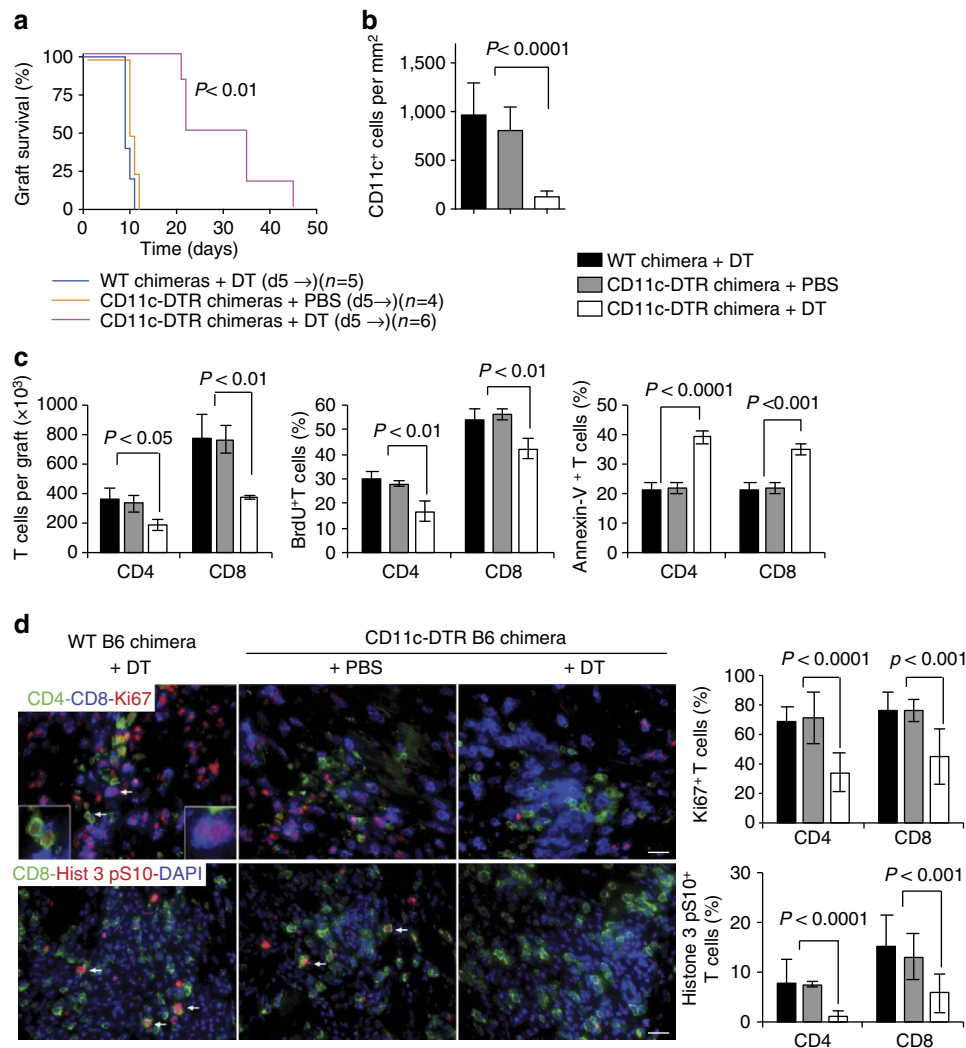 a
Graft survival (%)
100
75
50
25
0
P< 0.01
0 10 20 30 40 50
Time (days)
WT chimeras + DT (d5 →)(n=5)
CD11c-DTR chimeras + PBS (d5→)(n=4)
CD11c-DTR chimeras + DT (d5 →)(n=6)
b
CD11c+ cells per mm2
P< 0.0001
1,500
1,000
500
0
WT chimera + DT
CD11c-DTR chimera + PBS
CD11c-DTR chimera + DT
c
T cells per graft (×10³)
1000
800
600
400
200
0
P < 0.05
P < 0.01
CD4 CD8
BrdU+T cells (%)
60
50
40
30
20
10
0
P < 0.01
P < 0.01
CD4 CD8
Annexin-V + T cells (%)
50
40
30
20
10
0
P < 0.0001
P <0.001
CD4 CD8
d
WT B6 chimera
CD11c-DTR B6 chimera
+ DT
+ PBS
+ DT
CD4-CD8-Ki67
CD8-Hist 3 pS10-DAPI
Ki67+ T cells (%)
100
80
60
40
20
0
P < 0.0001
p < 0.001
CD4 CD8
Histone 3 pS10+
T cells (%)
30
20
10
0
P < 0.0001
P < 0.001
CD4 CD8